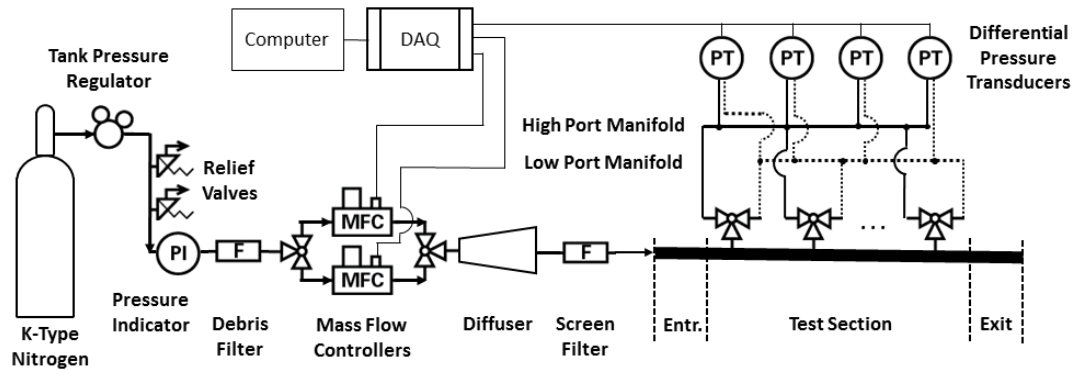 Computer
DAQ
PT
PT
PT
PT
Differential
Pressure
Transducers
Tank Pressure
Regulator
High Port Manifold
Low Port Manifold
Relief
Valves
MFC
MFC
PI
F
F
...
Pressure
Indicator
Debris
Filter
Mass Flow
Controllers
Diffuser
Screen
Filter
Entr.
Test Section
Exit
K-Type
Nitrogen